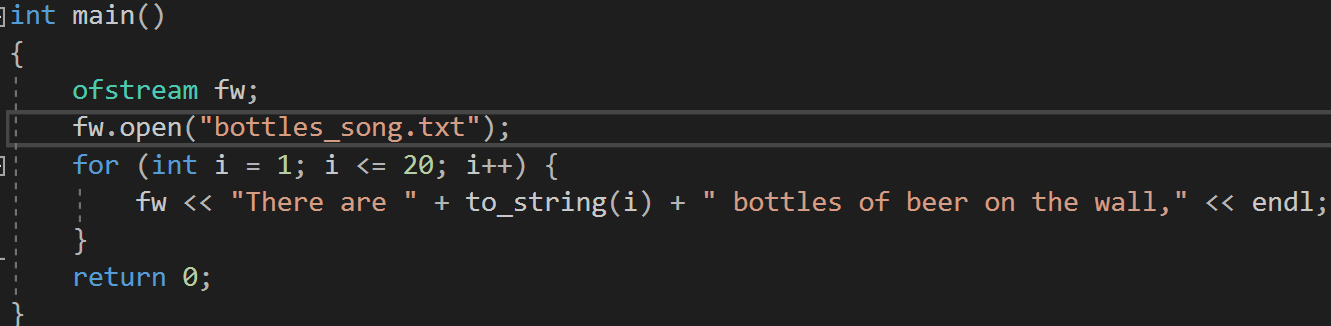 int main()
{
    ofstream fw;
    fw.open("bottles_song.txt");
    for (int i = 1; i <= 20; i++) {
        fw << "There are " + to_string(i) + " bottles of beer on the wall," << endl;
    }
    return 0;
}